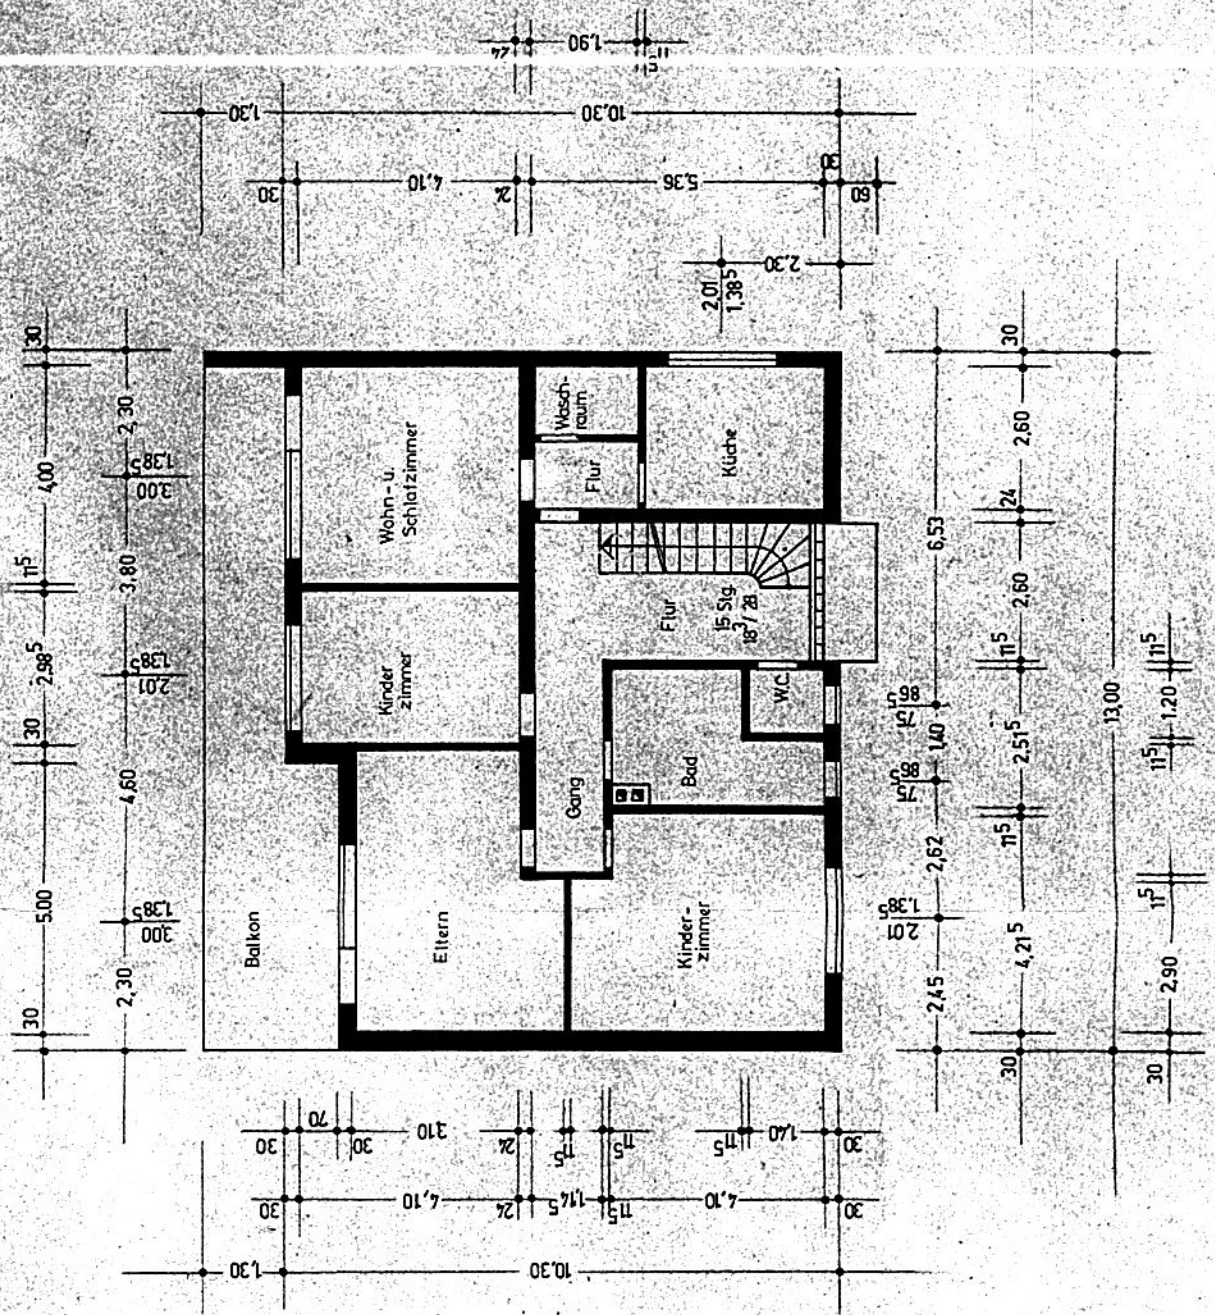 24 1,90 11⁵
1,30 10,30
30 4,10 24 5,36 30 60
2,30
2,01
1,38⁵
30
4,00
11⁵
2,98⁵
30
5,00
30
2,30
1,38⁵
3,00
3,80
1,38⁵
2,01
4,60
1,38⁵
3,00
2,30
Balkon
Wohn- u.
Schlafzimmer
Kinder
zimmer
Eltern
Wasch-
raum
Flur
Küche
Flur
15 Stg.
18³/ 28
W.C.
Bad
Gang
Kinder-
zimmer
6,53
86⁵
75
1,40
86⁵
75
2,62
1.38⁵
2,01
2,45
30
2,60
24
2,60
11⁵
2,51⁵
11⁵
4,21⁵
30
13,00
11⁵
1,20
11⁵
11⁵
2,90
30
30 70 30 3,10 24 11⁵ 11⁵ 11⁵ 1,40 30
30 4,10 24 1,14⁵ 11⁵ 4,10 30
1,30 10,30